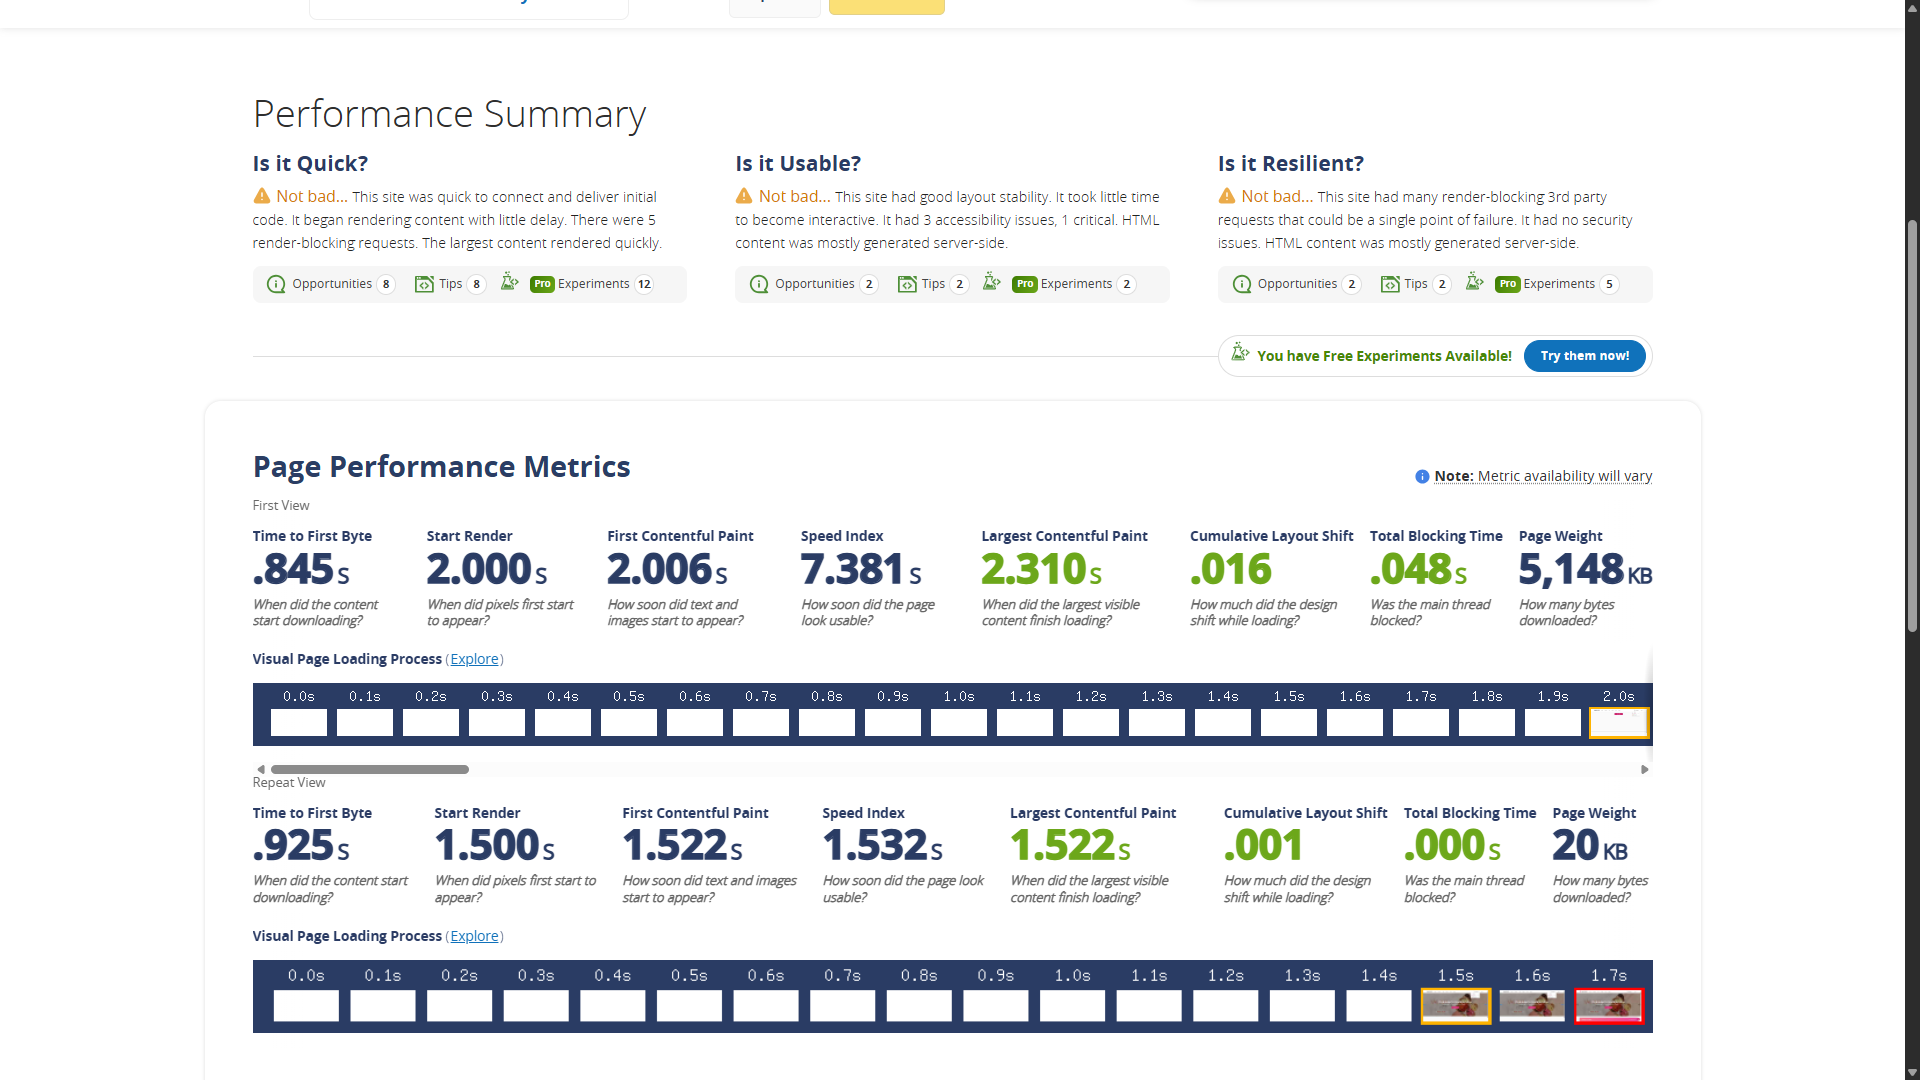 Performance Summary
Is it Quick?
Not bad... This site was quick to connect and deliver initial
code. It began rendering content with little delay. There were 5
render-blocking requests. The largest content rendered quickly.
Opportunities 8 Tips 8 Pro Experiments 12
Is it Usable?
Not bad... This site had good layout stability. It took little time
to become interactive. It had 3 accessibility issues, 1 critical. HTML
content was mostly generated server-side.
Opportunities 2 Tips 2 Pro Experiments 2
Is it Resilient?
Not bad... This site had many render-blocking 3rd party
requests that could be a single point of failure. It had no security
issues. HTML content was mostly generated server-side.
Opportunities 2 Tips 2 Pro Experiments 5
You have Free Experiments Available! Try them now!
Page Performance Metrics
Note: Metric availability will vary
First View
Time to First Byte
.845 S
When did the content
start downloading?
Start Render
2.000 S
When did pixels first start
to appear?
First Contentful Paint
2.006 S
How soon did text and
images start to appear?
Speed Index
7.381 S
How soon did the page
look usable?
Largest Contentful Paint
2.310 S
When did the largest visible
content finish loading?
Cumulative Layout Shift
.016
How much did the design
shift while loading?
Total Blocking Time
.048 S
Was the main thread
blocked?
Page Weight
5,148 KB
How many bytes
downloaded?
Visual Page Loading Process (Explore)
0.0s 0.1s 0.2s 0.3s 0.4s 0.5s 0.6s 0.7s 0.8s 0.9s 1.0s 1.1s 1.2s 1.3s 1.4s 1.5s 1.6s 1.7s 1.8s 1.9s 2.0s
Repeat View
Time to First Byte
.925 S
When did the content start
downloading?
Start Render
1.500 S
When did pixels first start to
appear?
First Contentful Paint
1.522 S
How soon did text and images
start to appear?
Speed Index
1.532 S
How soon did the page look
usable?
Largest Contentful Paint
1.522 S
When did the largest visible
content finish loading?
Cumulative Layout Shift
.001
How much did the design
shift while loading?
Total Blocking Time
.000 S
Was the main thread
blocked?
Page Weight
20 KB
How many bytes
downloaded?
Visual Page Loading Process (Explore)
0.0s 0.1s 0.2s 0.3s 0.4s 0.5s 0.6s 0.7s 0.8s 0.9s 1.0s 1.1s 1.2s 1.3s 1.4s 1.5s 1.6s 1.7s